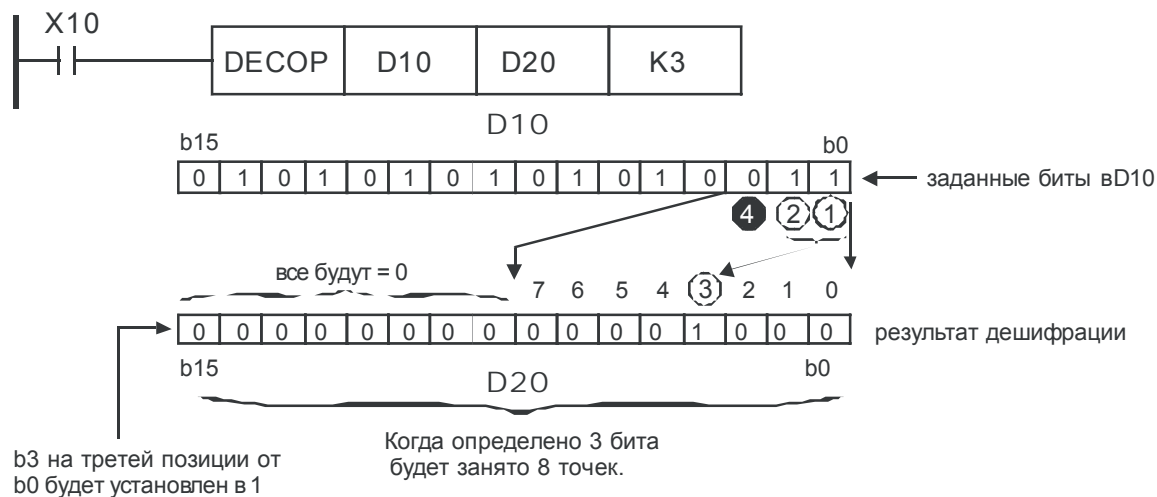 X10
DECOP D10 D20 K3
D10
b15 b0
0 1 0 1 0 1 0 1 0 1 0 1 0 0 1 1 заданные биты вD10
4 2 1
все будут = 0
7 6 5 4 3 2 1 0
0 0 0 0 0 0 0 0 0 0 0 0 1 0 0 0 результат дешифрации
b15 D20 b0
Когда определено 3 бита
будет занято 8 точек.
b3 на третей позиции от
b0 будет установлен в 1